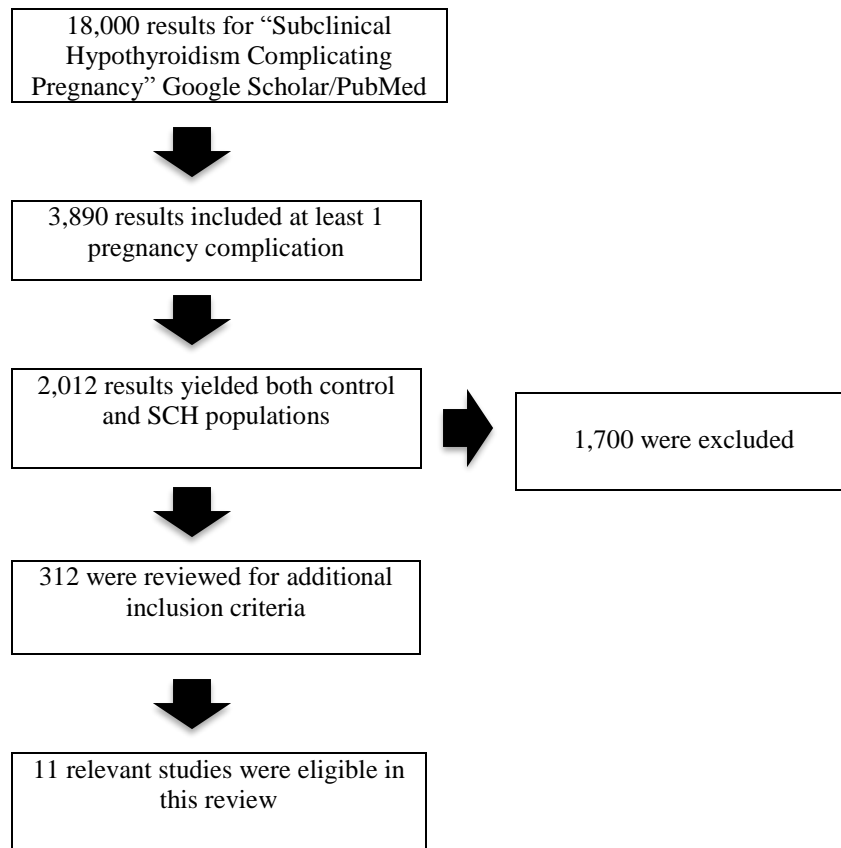 18,000 results for “Subclinical
Hypothyroidism Complicating
Pregnancy” Google Scholar/PubMed
3,890 results included at least 1
pregnancy complication
2,012 results yielded both control
and SCH populations
1,700 were excluded
312 were reviewed for additional
inclusion criteria
11 relevant studies were eligible in
this review